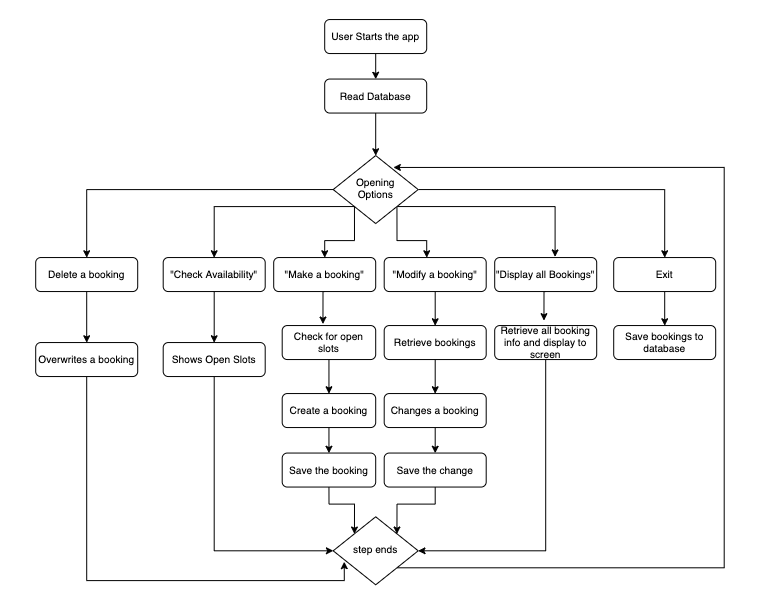 User Starts the app
Read Database
Opening
Options
Delete a booking
"Check Availability"
"Make a booking"
"Modify a booking"
"Display all Bookings"
Exit
Overwrites a booking
Shows Open Slots
Check for open
slots
Retrieve bookings
Retrieve all booking
info and display to
screen
Save bookings to
database
Create a booking
Changes a booking
Save the booking
Save the change
step ends